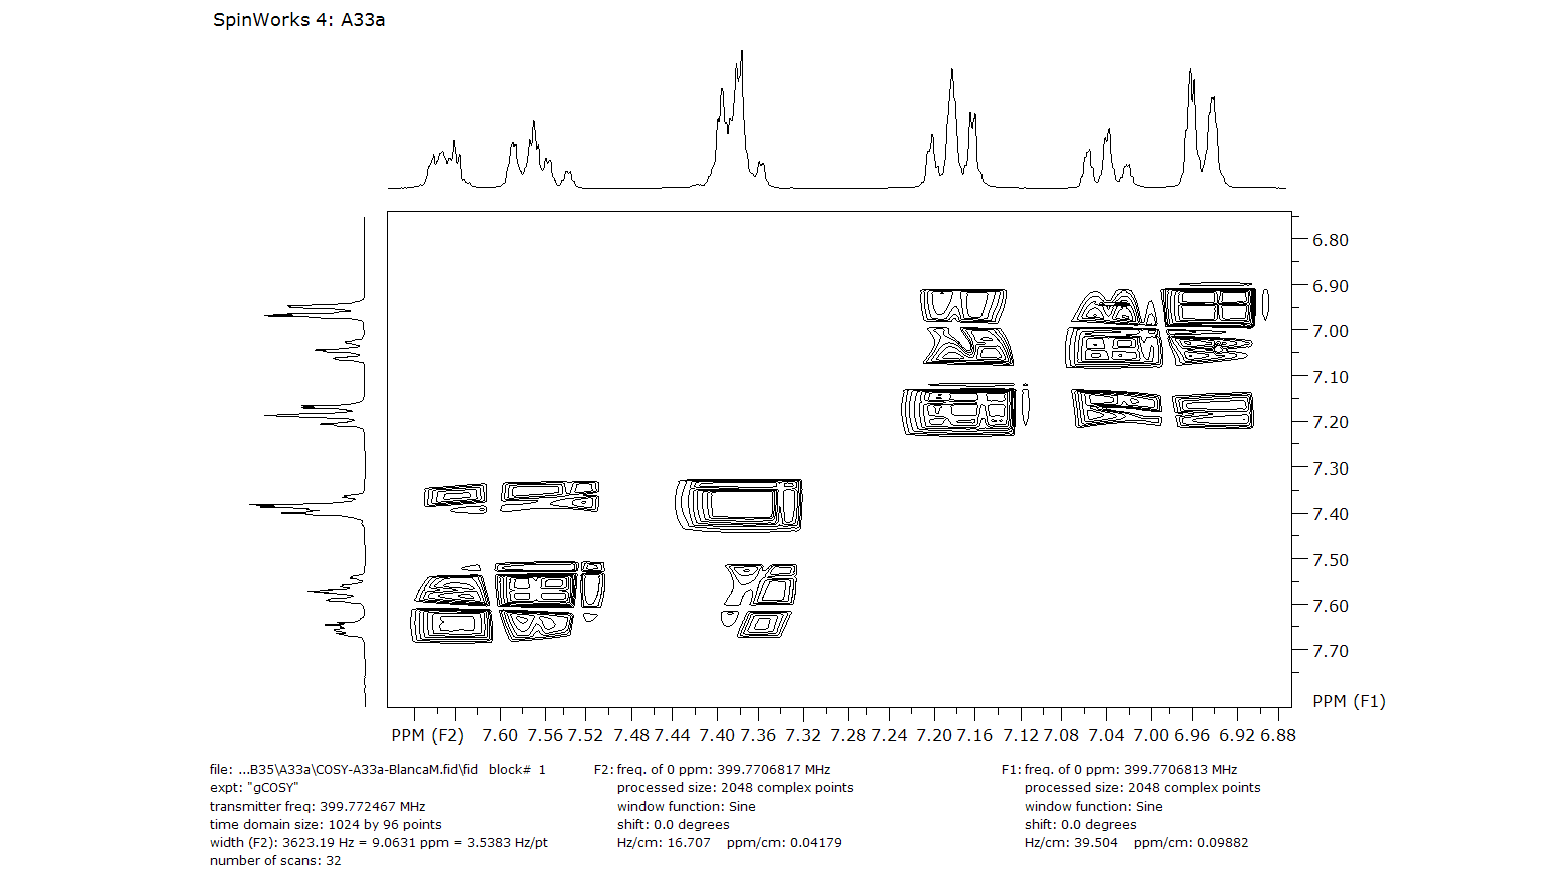 SpinWorks 4: A33a
6.80
6.90
7.00
7.10
7.20
7.30
7.40
7.50
7.60
7.70
PPM (F1)
PPM (F2) 7.60 7.56 7.52 7.48 7.44 7.40 7.36 7.32 7.28 7.24 7.20 7.16 7.12 7.08 7.04 7.00 6.96 6.92 6.88
file: ...B35\A33a\COSY-A33a-BlancaM.fid\fid block# 1
expt: "gCOSY"
transmitter freq: 399.772467 MHz
time domain size: 1024 by 96 points
width (F2): 3623.19 Hz = 9.0631 ppm = 3.5383 Hz/pt
number of scans: 32
F2: freq. of 0 ppm: 399.7706817 MHz
processed size: 2048 complex points
window function: Sine
shift: 0.0 degrees
Hz/cm: 16.707 ppm/cm: 0.04179
F1: freq. of 0 ppm: 399.7706813 MHz
processed size: 2048 complex points
window function: Sine
shift: 0.0 degrees
Hz/cm: 39.504 ppm/cm: 0.09882